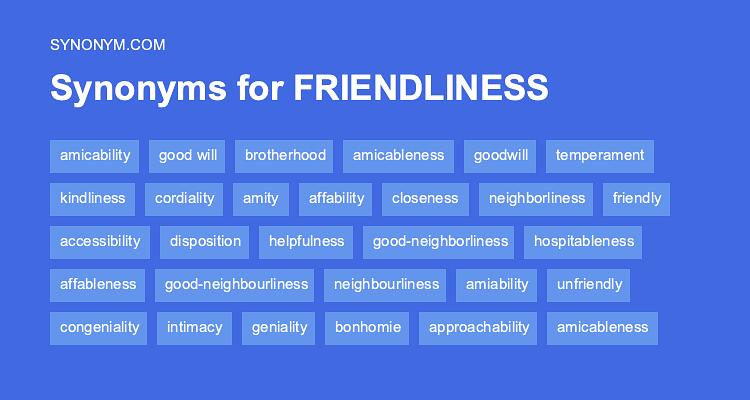 SYNONYM.COM
Synonyms for FRIENDLINESS
amicability good will brotherhood amicableness goodwill temperament
kindliness cordiality amity affability closeness neighborliness friendly
accessibility disposition helpfulness good-neighborliness hospitableness
affableness good-neighbourliness neighbourliness amiability unfriendly
congeniality intimacy geniality bonhomie approachability amicableness